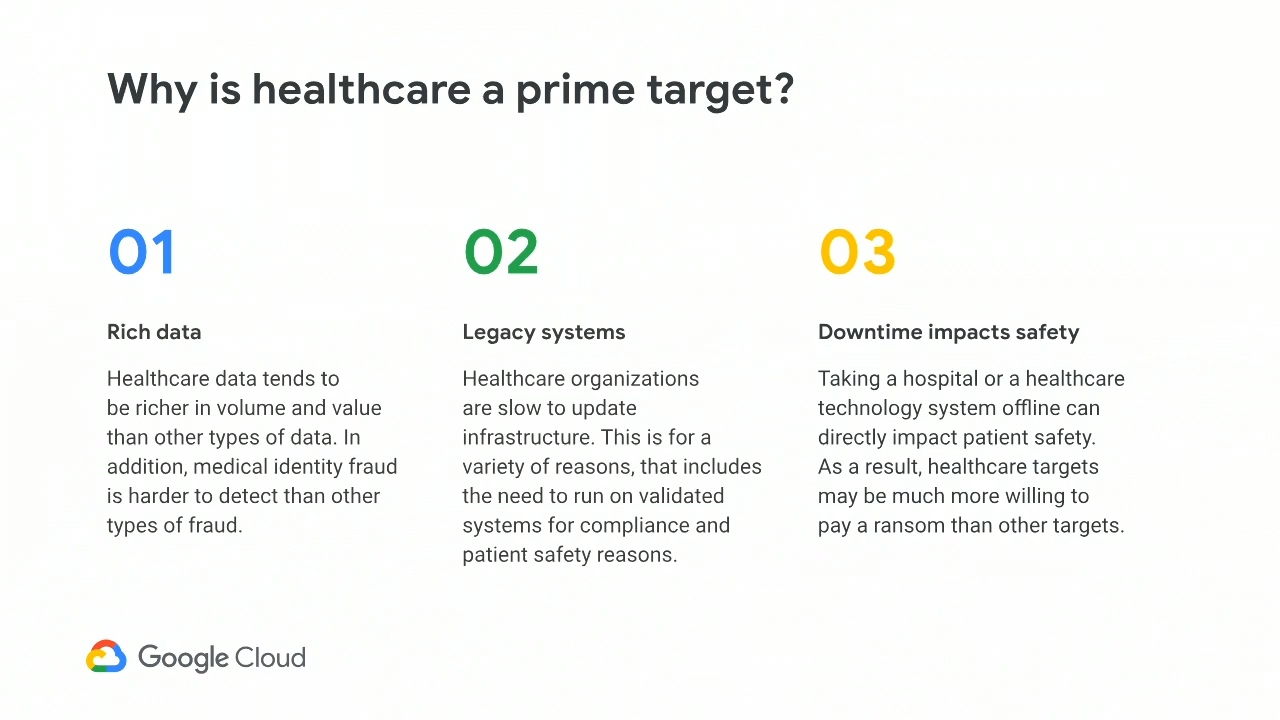 Why is healthcare a prime target?
01
Rich data
Healthcare data tends to
be richer in volume and value
than other types of data. In
addition, medical identity fraud
is harder to detect than other
types of fraud.
02
Legacy systems
Healthcare organizations
are slow to update
infrastructure. This is for a
variety of reasons, that includes
the need to run on validated
systems for compliance and
patient safety reasons.
03
Downtime impacts safety
Taking a hospital or a healthcare
technology system offline can
directly impact patient safety.
As a result, healthcare targets
may be much more willing to
pay a ransom than other targets.
Google Cloud